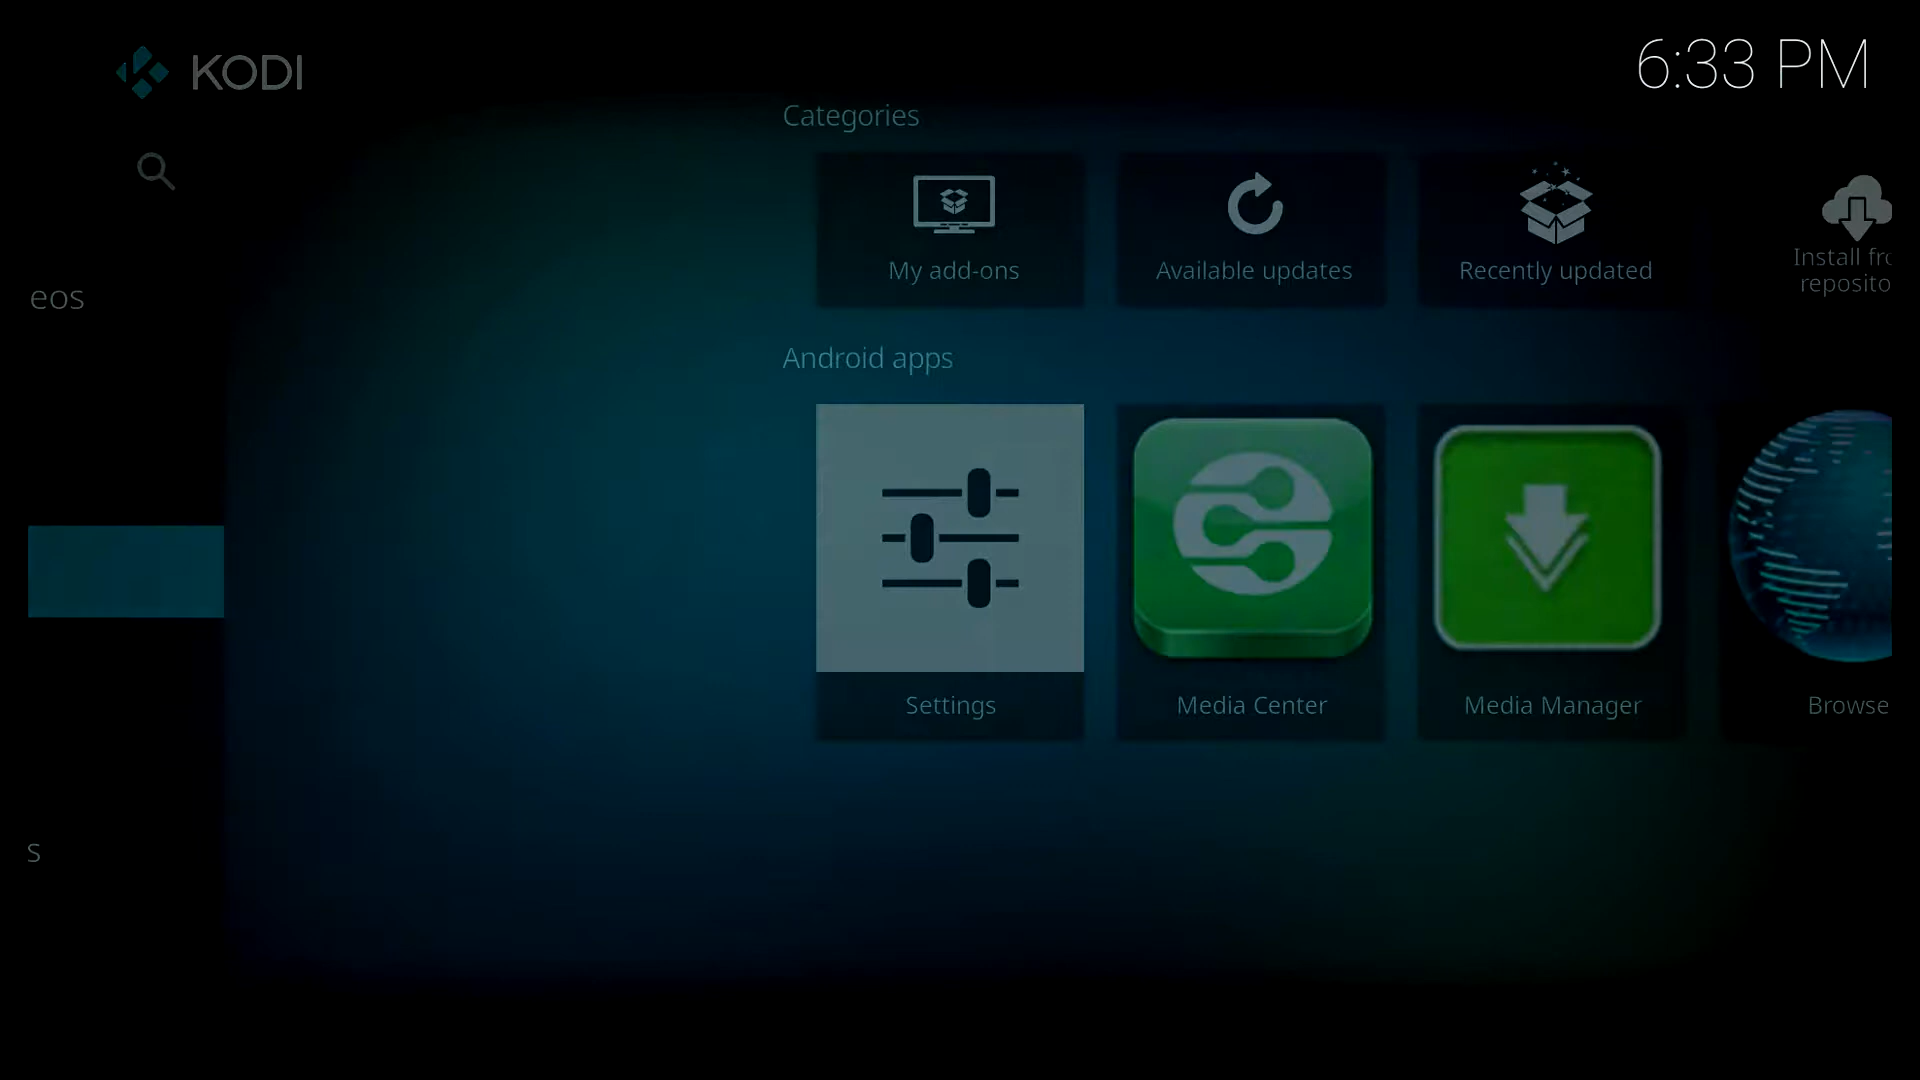 KODI
6:33 PM
Categories
My add-ons
Available updates
Recently updated
Install fro
reposito
eos
Android apps
Settings
Media Center
Media Manager
Browse
s